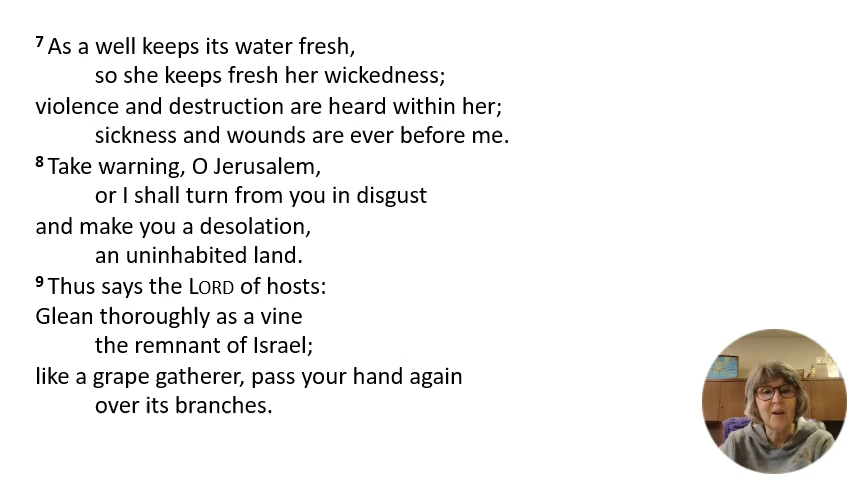 7 As a well keeps its water fresh,
so she keeps fresh her wickedness;
violence and destruction are heard within her;
sickness and wounds are ever before me.
8 Take warning, O Jerusalem,
or I shall turn from you in disgust
and make you a desolation,
an uninhabited land.
9 Thus says the LORD of hosts:
Glean thoroughly as a vine
the remnant of Israel;
like a grape gatherer, pass your hand again
over its branches.